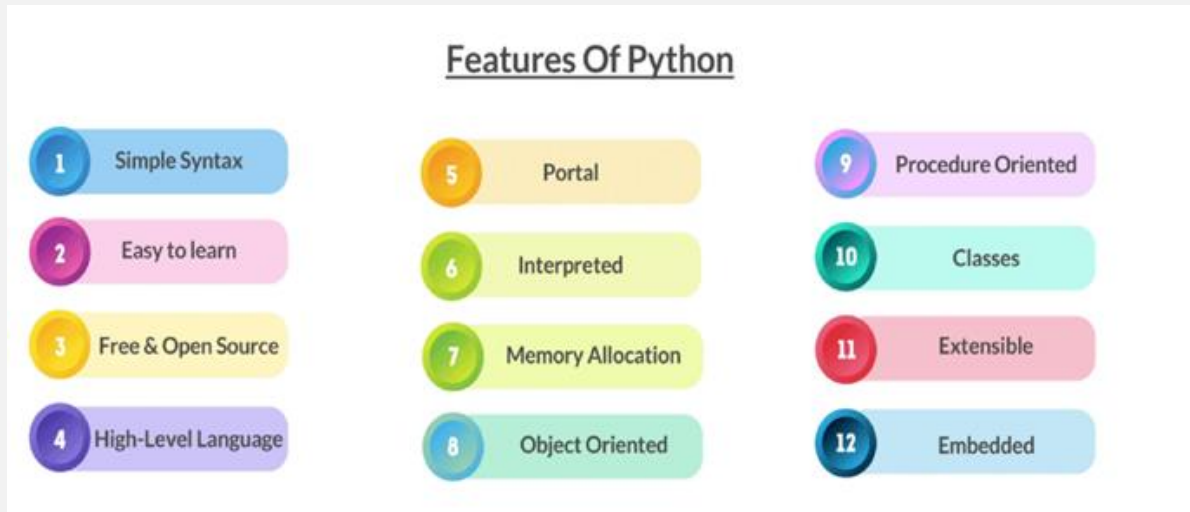 Features Of Python
1 Simple Syntax
2 Easy to learn
3 Free & Open Source
4 High-Level Language
5 Portal
6 Interpreted
7 Memory Allocation
8 Object Oriented
9 Procedure Oriented
10 Classes
11 Extensible
12 Embedded